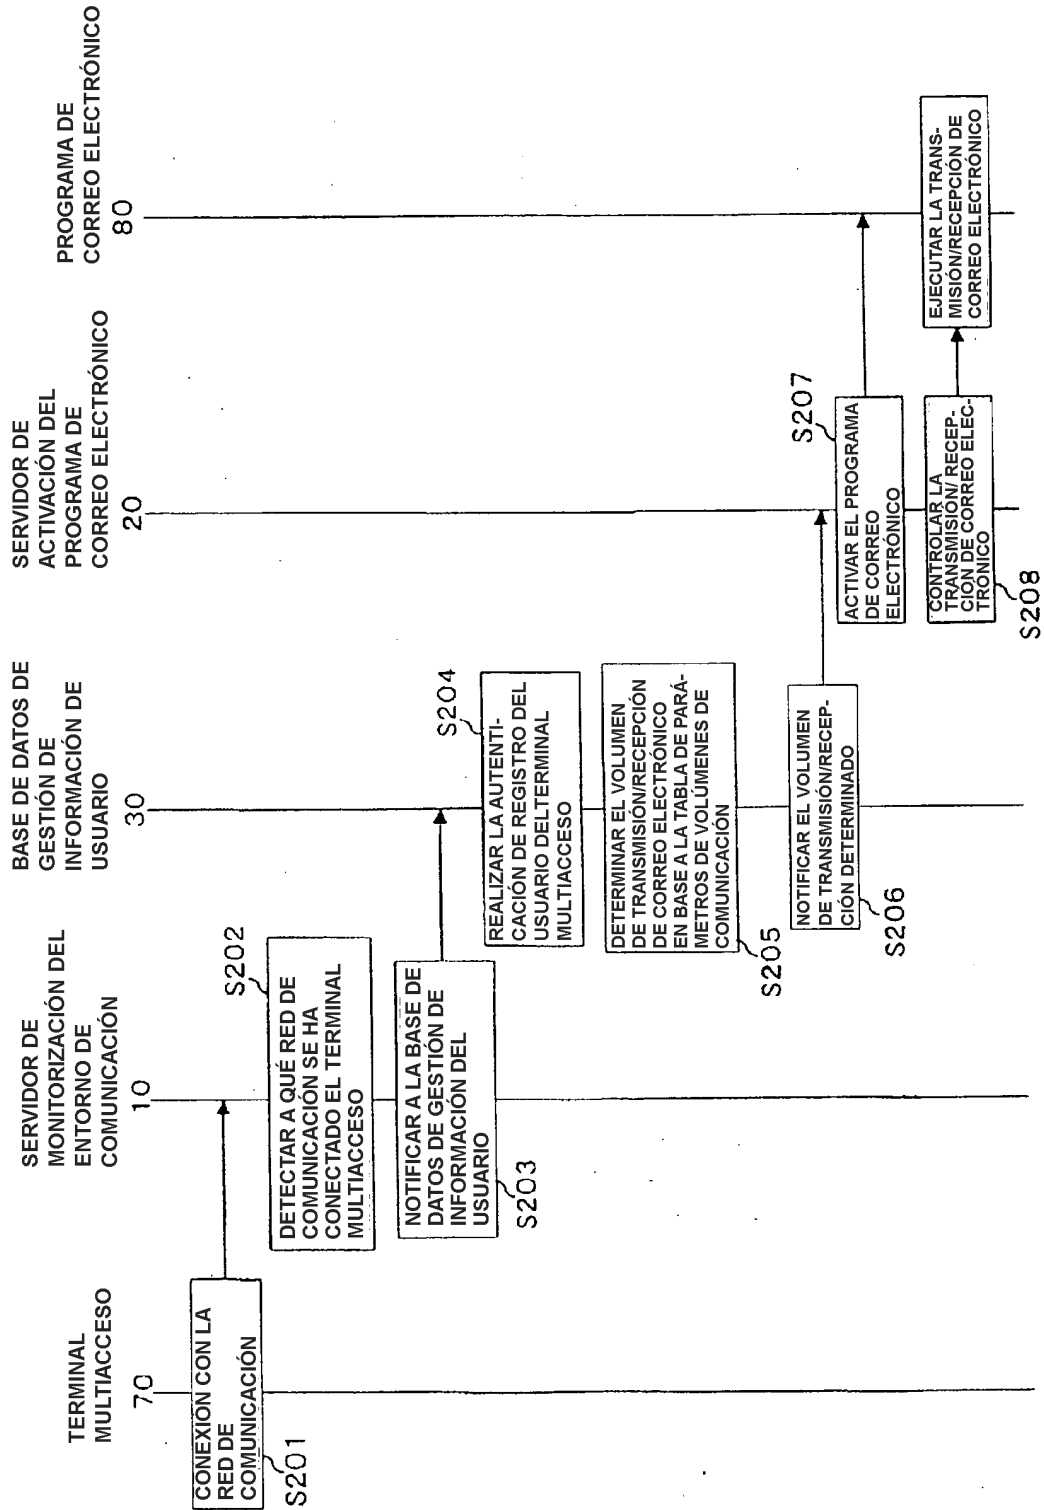 TERMINAL
MULTIACCESO
70
SERVIDOR DE
MONITORIZACIÓN DEL
ENTORNO DE
COMUNICACIÓN
10
BASE DE DATOS DE
GESTIÓN DE
INFORMACIÓN DE
USUARIO
30
SERVIDOR DE
ACTIVACIÓN DEL
PROGRAMA DE
CORREO ELECTRÓNICO
20
PROGRAMA DE
CORREO ELECTRÓNICO
80
CONEXION CON LA
RED DE
COMUNICACIÓN
S201
S202
DETECTAR A QUÉ RED DE
COMUNICACIÓN SE HA
CONECTADO EL TERMINAL
MULTIACCESO
NOTIFICAR A LA BASE DE
DATOS DE GESTIÓN DE
INFORMACIÓN DEL
USUARIO
S203
S204
REALIZAR LA AUTENTI-
CACIÓN DE REGISTRO DEL
USUARIO DELTERMINAL
MULTIACCESO
DETERMINAR EL VOLUMEN
DE TRANSMISIÓN/RECEPCIÓN
DE CORREO ELECTRÓNICO
EN BASE A LA TABLA DE PARÁ-
METROS DE VOLÚMENES DE
COMUNICACIÓN
S205
NOTIFICAR EL VOLUMEN
DE TRANSMISIÓN/RECEP-
CIÓN DETERMINADO
S206
S207
ACTIVAR EL PROGRAMA
DE CORREO
ELECTRÓNICO
CONTROLAR LA
TRANSMISIÓN/ RECEP-
CIÓN DE CORREO ELEC-
TRÓNICO
S208
EJECUTAR LA TRANS-
MISIÓN/RECEPCIÓN DE
CORREO ELECTRÓNICO